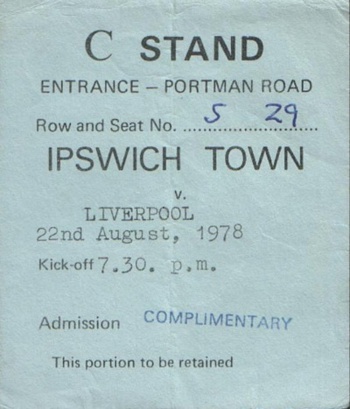 C STAND
ENTRANCE – PORTMAN ROAD
Row and Seat No. .... S 29 ....
IPSWICH TOWN
v.
LIVERPOOL
22nd August, 1978
Kick-off 7.30. p.m.
Admission COMPLIMENTARY
This portion to be retained